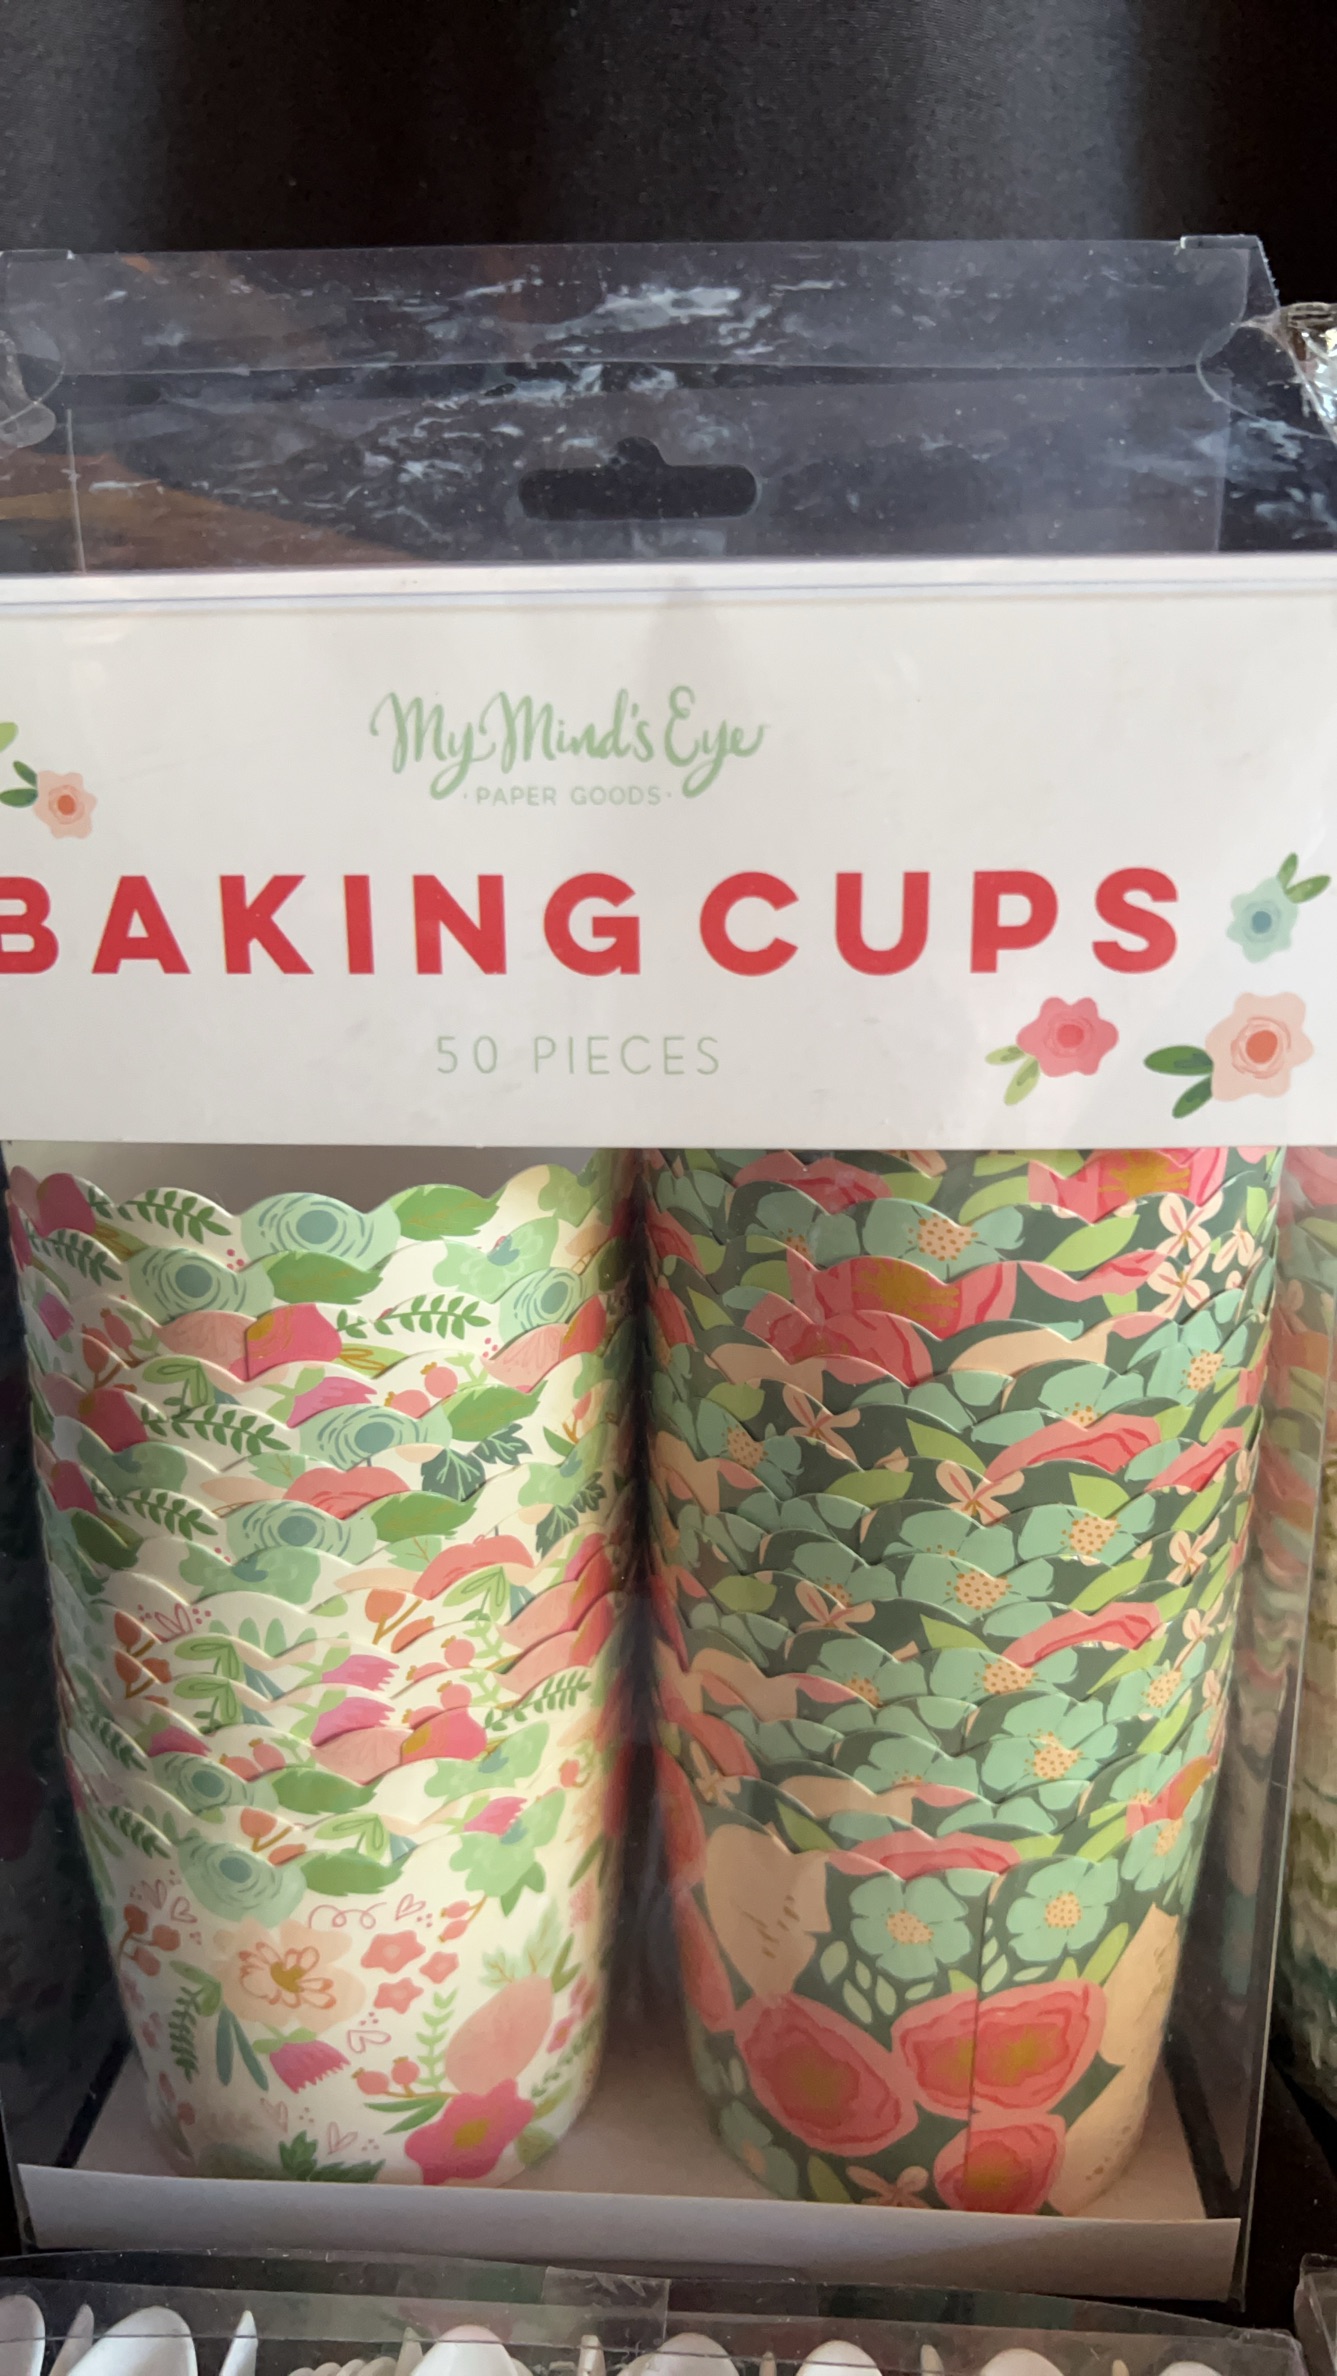 My Mind's Eye
· PAPER GOODS ·
BAKING CUPS
50 PIECES